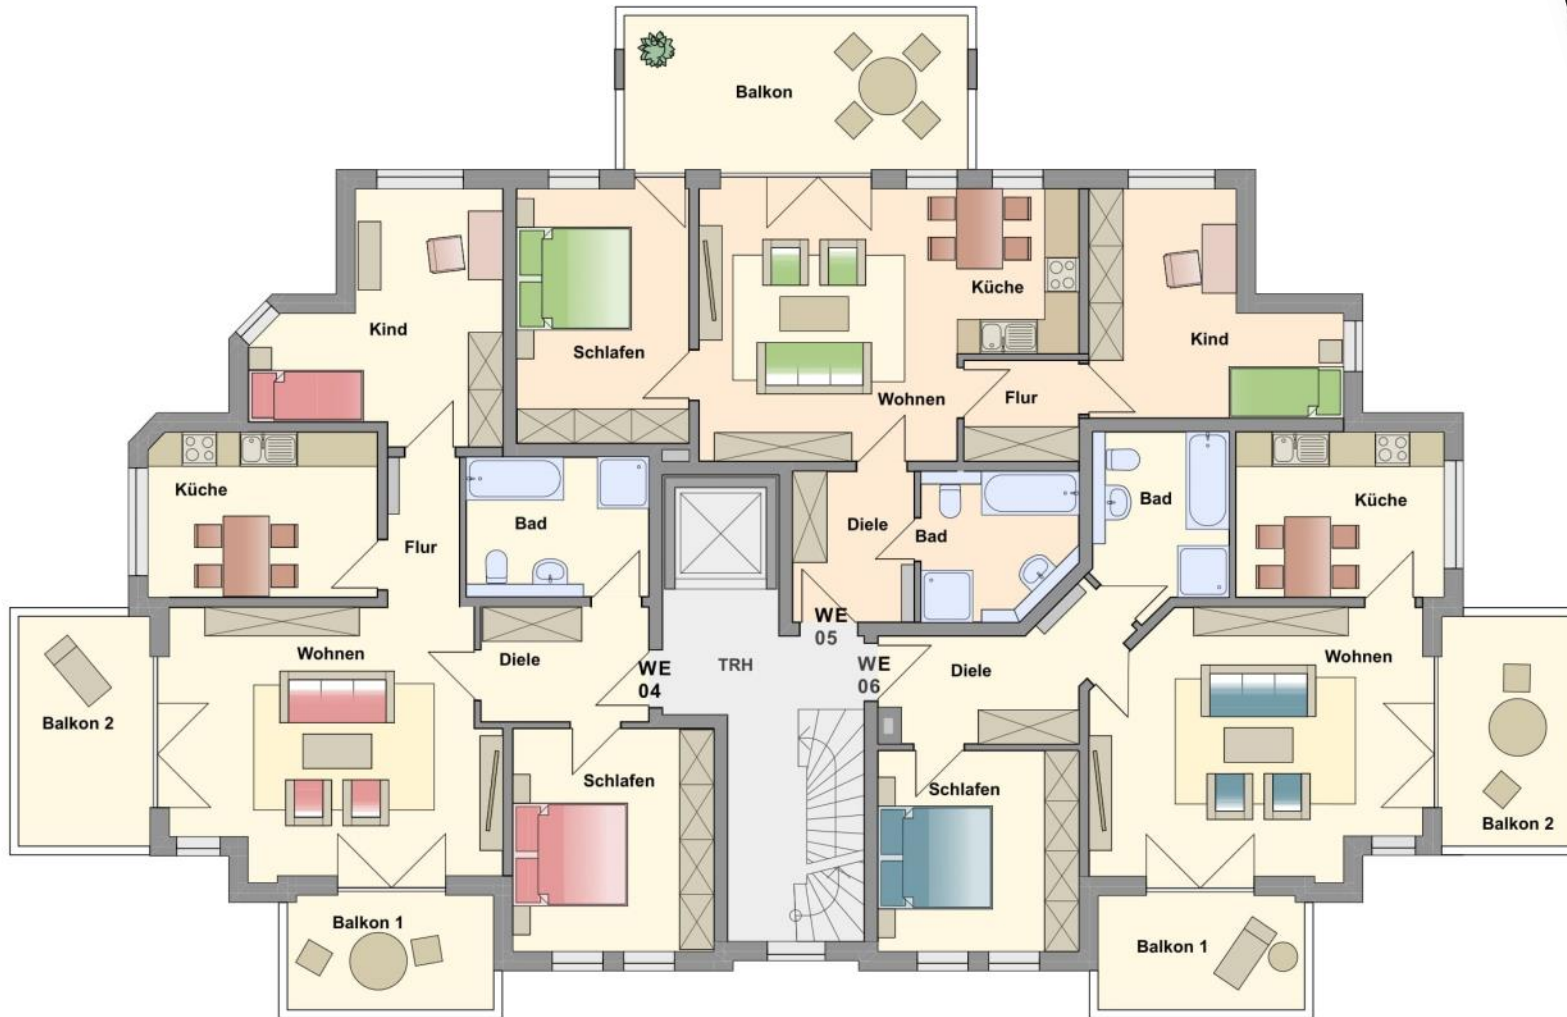 Balkon
Kind
Schlafen
Wohnen
Küche
Flur
Kind
Küche
Flur
Bad
Diele
Bad
Bad
Küche
Wohnen
Diele
WE
04
TRH
WE
05
WE
06
Diele
Wohnen
Balkon 2
Schlafen
Schlafen
Balkon 2
Balkon 1
Balkon 1